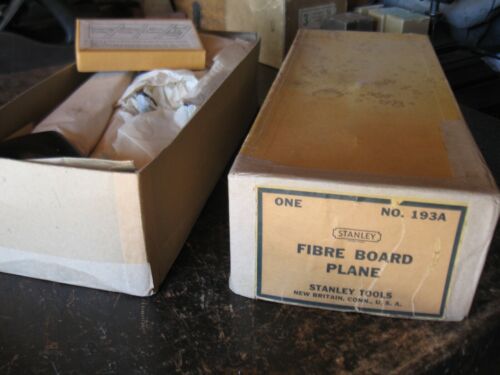 ONE NO. 193A
STANLEY
FIBRE BOARD
PLANE
STANLEY TOOLS
NEW BRITAIN, CONN., U. S. A.